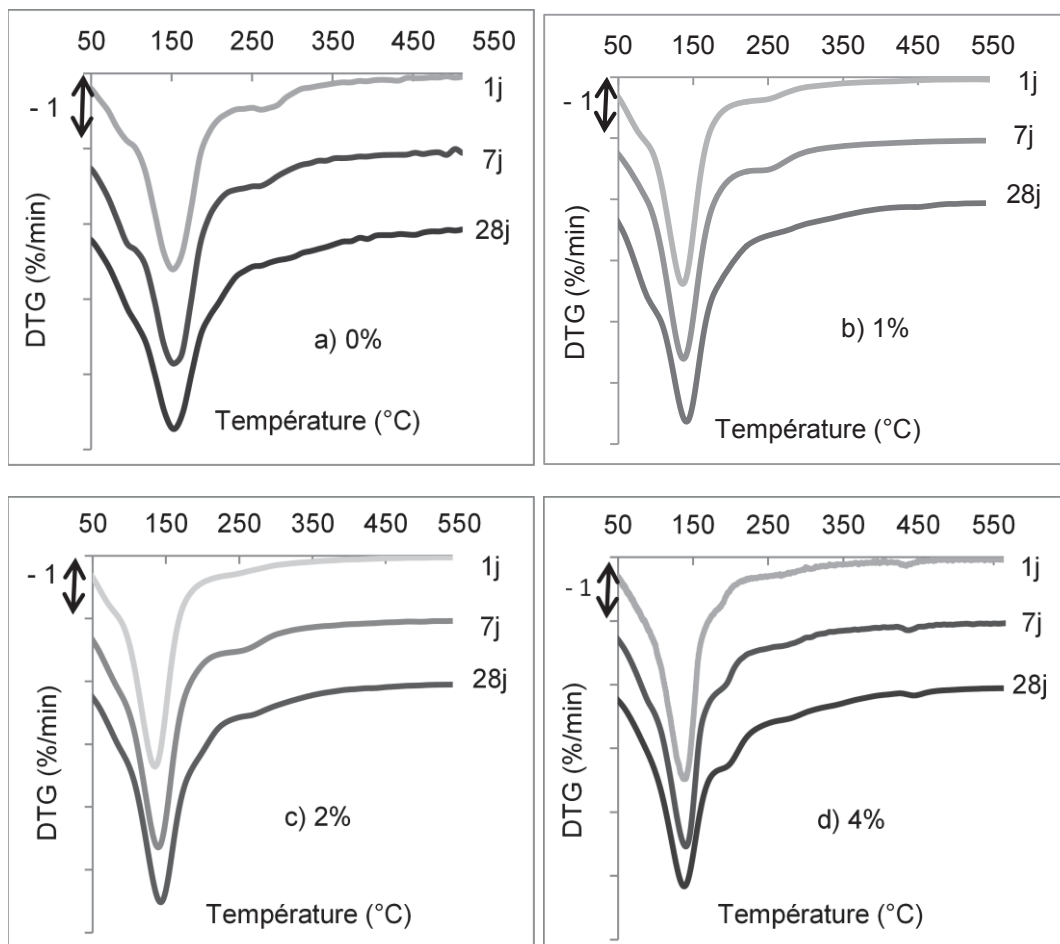 50 150 250 350 450 550
- 1
1j
7j
28j
DTG (%/min)
a) 0%
Température (°C)
50 150 250 350 450 550
- 1
1j
7j
28j
DTG (%/min)
b) 1%
Température (°C)
50 150 250 350 450 550
- 1
1j
7j
28j
DTG (%/min)
c) 2%
Température (°C)
50 150 250 350 450 550
- 1
1j
7j
28j
DTG (%/min)
d) 4%
Température (°C)